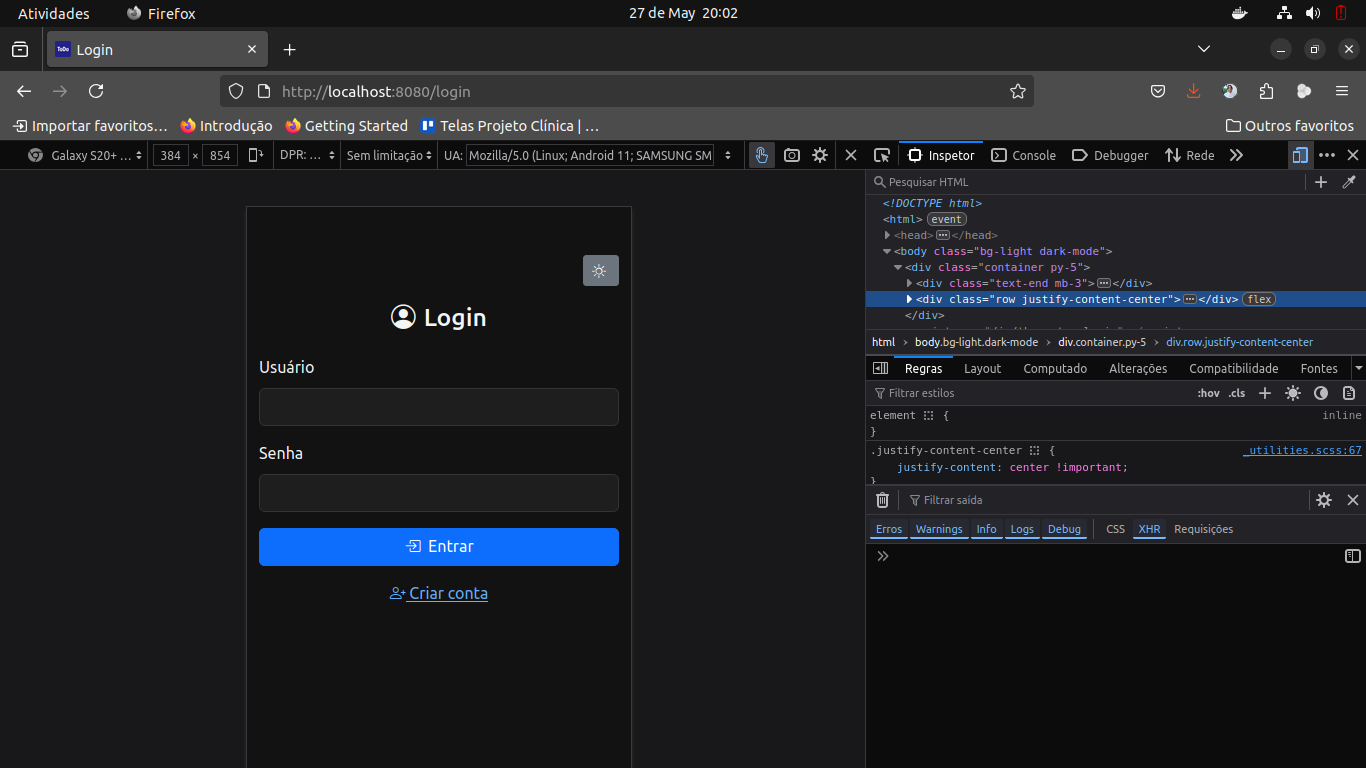 Atividades Firefox 27 de May 20:02
ToDo Login
http://localhost:8080/login
Importar favoritos… Introdução Getting Started Telas Projeto Clínica | … Outros favoritos
Galaxy S20+ ... 384 × 854 DPR: ... Sem limitação UA: Mozilla/5.0 (Linux; Android 11; SAMSUNG SM
Inspetor Console Debugger Rede
Pesquisar HTML
<!DOCTYPE html>
<html> event
<head> </head>
<body class="bg-light dark-mode">
<div class="container py-5">
<div class="text-end mb-3"> </div>
<div class="row justify-content-center"> </div> flex
</div>
html › body.bg-light.dark-mode › div.container.py-5 › div.row.justify-content-center
Regras Layout Computado Alterações Compatibilidade Fontes
Filtrar estilos :hov .cls
element { inline
}
.justify-content-center { _utilities.scss:67
justify-content: center !important;
}
Filtrar saída
Erros Warnings Info Logs Debug CSS XHR Requisições
Login
Usuário
Senha
Entrar
Criar conta